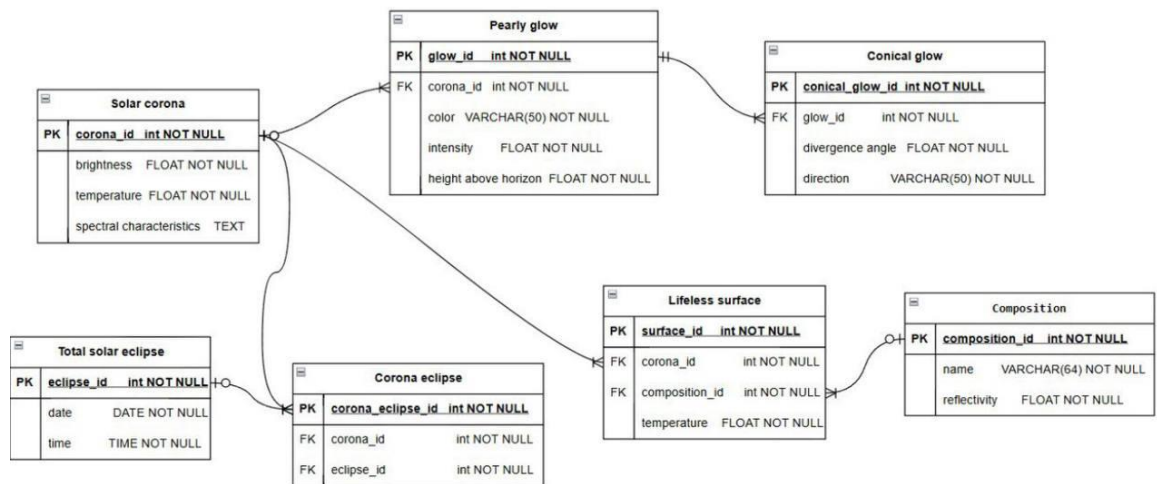 Pearly glow
PK glow_id int NOT NULL
FK corona_id int NOT NULL
color VARCHAR(50) NOT NULL
intensity FLOAT NOT NULL
height above horizon FLOAT NOT NULL
Conical glow
PK conical_glow_id int NOT NULL
FK glow_id int NOT NULL
divergence angle FLOAT NOT NULL
direction VARCHAR(50) NOT NULL
Solar corona
PK corona_id int NOT NULL
brightness FLOAT NOT NULL
temperature FLOAT NOT NULL
spectral characteristics TEXT
Lifeless surface
PK surface_id int NOT NULL
FK corona_id int NOT NULL
FK composition_id int NOT NULL
temperature FLOAT NOT NULL
Composition
PK composition_id int NOT NULL
name VARCHAR(64) NOT NULL
reflectivity FLOAT NOT NULL
Total solar eclipse
PK eclipse_id int NOT NULL
date DATE NOT NULL
time TIME NOT NULL
Corona eclipse
PK corona_eclipse_id int NOT NULL
FK corona_id int NOT NULL
FK eclipse_id int NOT NULL